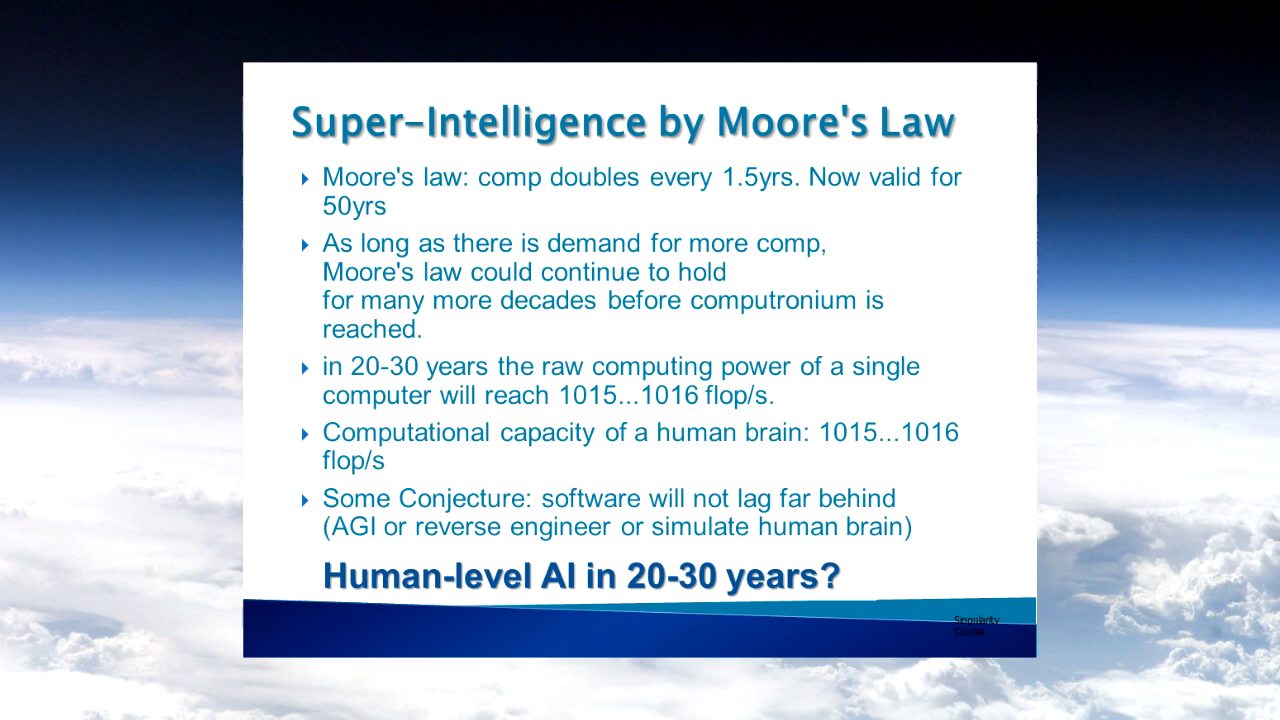 Super-Intelligence by Moore's Law
Moore's law: comp doubles every 1.5yrs. Now valid for
50yrs
As long as there is demand for more comp,
Moore's law could continue to hold
for many more decades before computronium is
reached.
in 20-30 years the raw computing power of a single
computer will reach 1015...1016 flop/s.
Computational capacity of a human brain: 1015...1016
flop/s
Some Conjecture: software will not lag far behind
(AGI or reverse engineer or simulate human brain)
Human-level AI in 20-30 years?
Singularity
Course